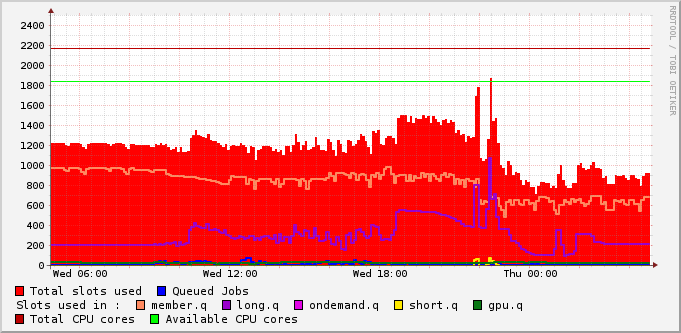 RRDTOOL / TOBI OETIKER
2400
2200
2000
1800
1600
1400
1200
1000
800
600
400
200
0
Wed 06:00 Wed 12:00 Wed 18:00 Thu 00:00
Total slots used Queued Jobs
Slots used in : member.q long.q ondemand.q short.q gpu.q
Total CPU cores Available CPU cores